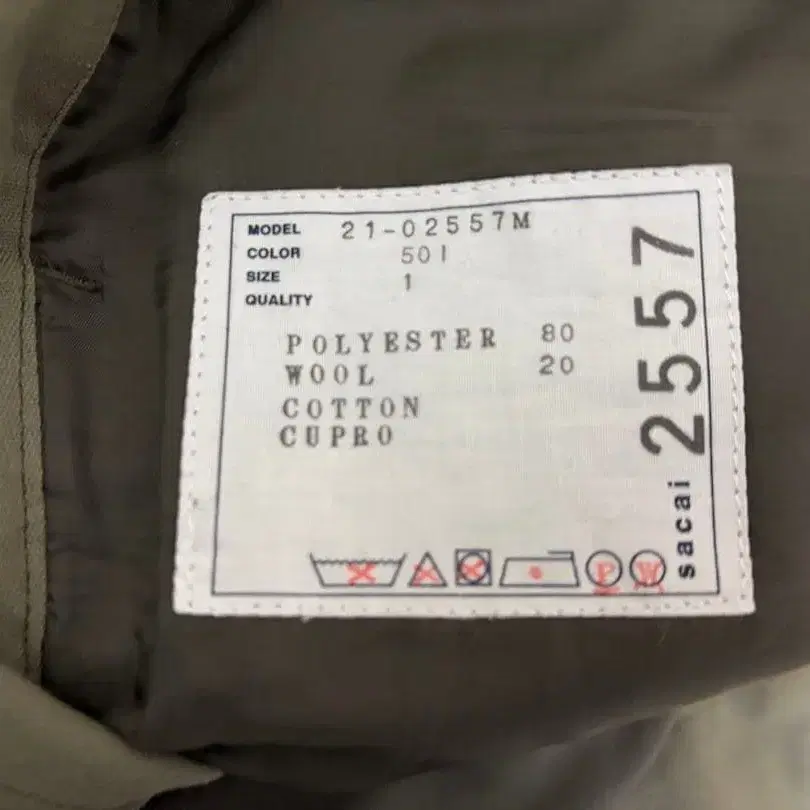 MODEL 21-02557M
COLOR 501
SIZE 1
QUALITY
POLYESTER 80
WOOL 20
COTTON
CUPRO
P W
sacai 2557